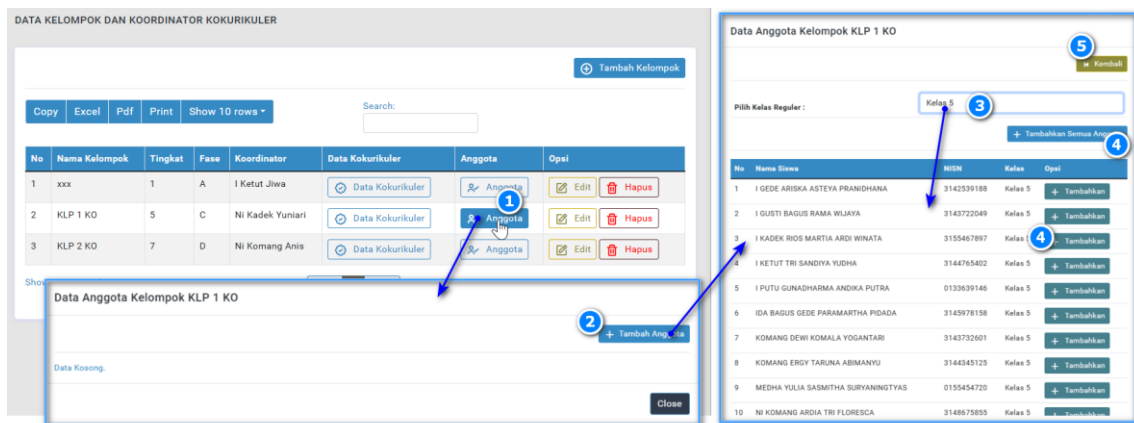 DATA KELOMPOK DAN KOORDINATOR KOKURIKULER
Tambah Kelompok
Copy Excel Pdf Print Show 10 rows
Search:
No Nama Kelompok Tingkat Fase Koordinator Data Kokurikuler Anggota Opsi
1 xxx 1 A I Ketut Jiwa Data Kokurikuler Anggota Edit Hapus
1
2 KLP 1 KO 5 C Ni Kadek Yuniari Data Kokurikuler Anggota Edit Hapus
3 KLP 2 KO 7 D Ni Komang Anis Data Kokurikuler Anggota Edit Hapus
Data Anggota Kelompok KLP 1 KO
2
+ Tambah Anggota
Data Kosong.
Close
Data Anggota Kelompok KLP 1 KO
5
Kembali
Pilih Kelas Reguler : Kelas 5
3
+ Tambahkan Semua
4
No Nama Siswa NISN Kelas Opsi
1 I GEDE ARISKA ASTEYA PRANIDHANA 3142539188 Kelas 5 + Tambahkan
2 I GUSTI BAGUS RAMA WIJAYA 3143722049 Kelas 5 + Tambahkan
3 I KADEK RIOS MARTIA ARDI WINATA 3155467897 Kelas 5 4 + Tambahkan
4 I KETUT TRI SANDIYA YUDHA 3144765402 Kelas 5 + Tambahkan
5 I PUTU GUNADHARMA ANDIKA PUTRA 0133639146 Kelas 5 + Tambahkan
6 IDA BAGUS GEDE PARAMARTHA PIDADA 3145978158 Kelas 5 + Tambahkan
7 KOMANG DEWI KOMALA YOGANTARI 3143732601 Kelas 5 + Tambahkan
8 KOMANG ERGY TARUNA ABIMANYU 3144345125 Kelas 5 + Tambahkan
9 MEDHA YULIA SASMITHA SURYANINGTYAS 0155454720 Kelas 5 + Tambahkan
10 NI KOMANG ARDIA TRI FLORESCA 3148675855 Kelas 5 + Tambahkan